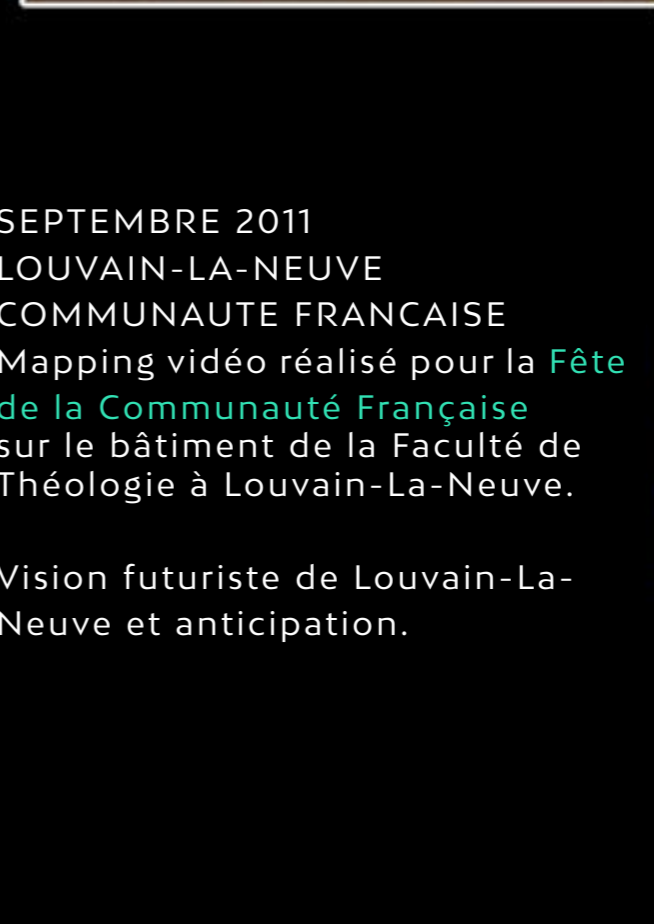 SEPTEMBRE 2011
LOUVAIN-LA-NEUVE
COMMUNAUTE FRANCAISE
Mapping vidéo réalisé pour la Fête
de la Communauté Française
sur le bâtiment de la Faculté de
Théologie à Louvain-La-Neuve.
Vision futuriste de Louvain-La-
Neuve et anticipation.